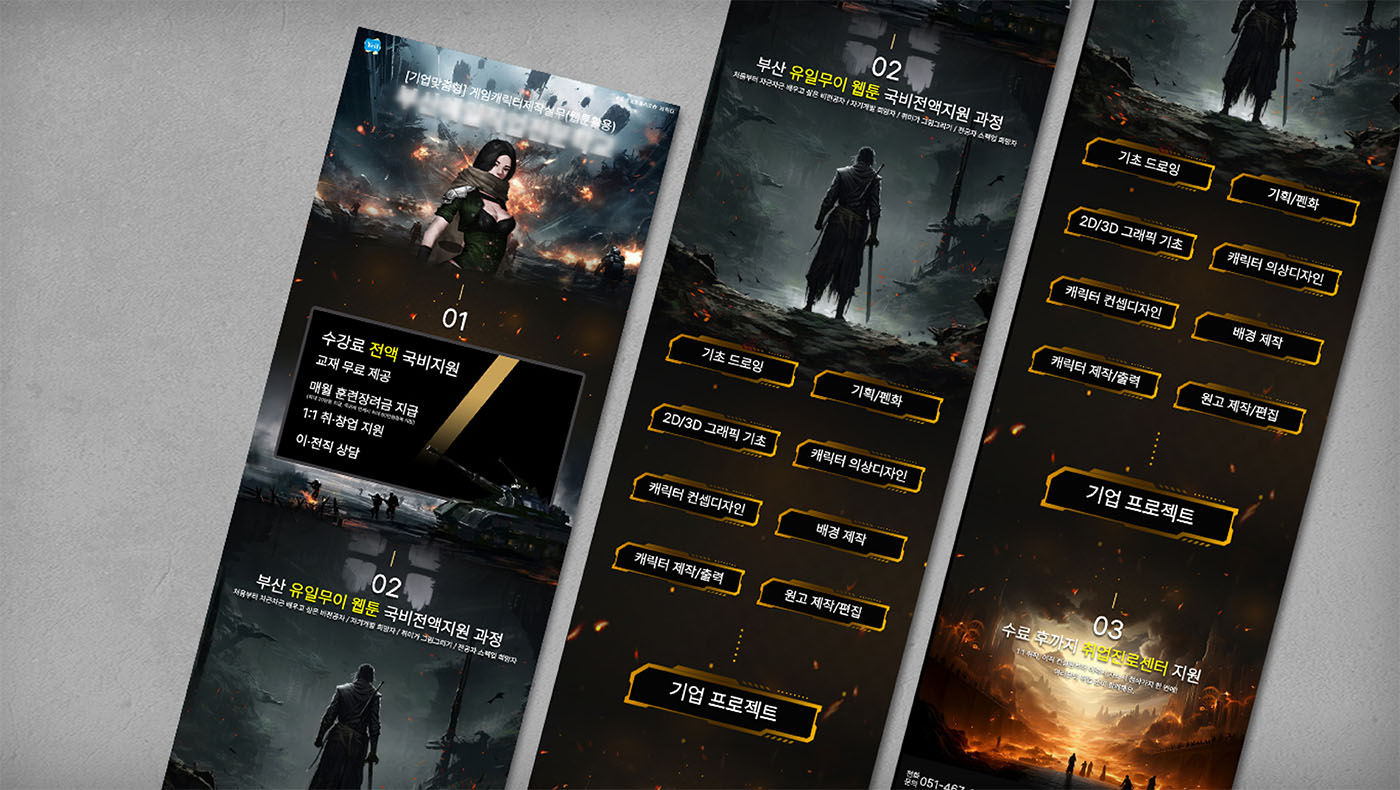 [기업맞춤형] 게임캐릭터제작실무(웹툰활용)
01
수강료 전액 국비지원
교재 무료 제공
매월 훈련장려금 지급
1:1 취·창업 지원
이·전직 상담
02
부산 유일무이 웹툰 국비전액지원 과정
처음부터 차근차근 배우고 싶은 비전공자 / 자기계발 희망자 / 취미가 그림그리기 / 전공자 스펙업 희망자
02
부산 유일무이 웹툰 국비전액지원 과정
처음부터 차근차근 배우고 싶은 비전공자 / 자기계발 희망자 / 취미가 그림그리기 / 전공자 스펙업 희망자
기초 드로잉
기획/펜화
2D/3D 그래픽 기초
캐릭터 의상디자인
캐릭터 컨셉디자인
배경 제작
캐릭터 제작/출력
원고 제작/편집
기업 프로젝트
기초 드로잉
기획/펜화
2D/3D 그래픽 기초
캐릭터 의상디자인
캐릭터 컨셉디자인
배경 제작
캐릭터 제작/출력
원고 제작/편집
기업 프로젝트
03
수료 후까지 취업진로센터 지원
전화
문의 051-467